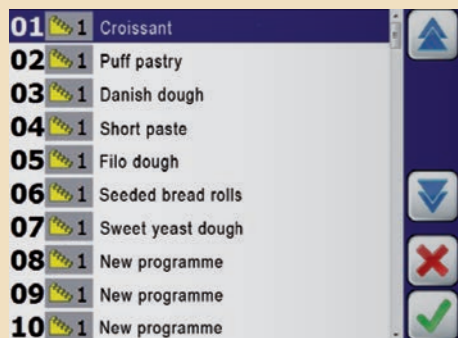 01 1 Croissant
02 1 Puff pastry
03 1 Danish dough
04 1 Short paste
05 1 Filo dough
06 1 Seeded bread rolls
07 1 Sweet yeast dough
08 1 New programme
09 1 New programme
10 1 New programme